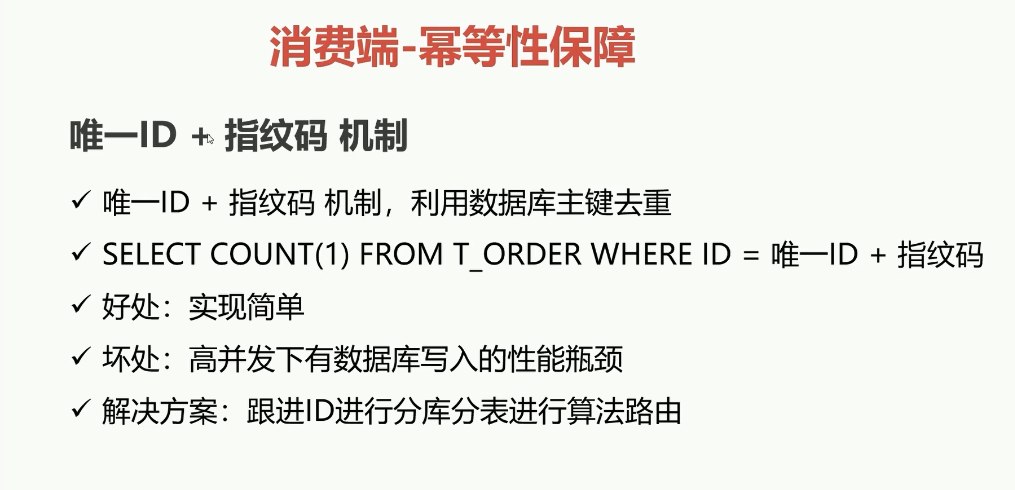 消费端-幂等性保障
唯一ID + 指纹码 机制
✓ 唯一ID + 指纹码 机制，利用数据库主键去重
✓ SELECT COUNT(1) FROM T_ORDER WHERE ID = 唯一ID + 指纹码
✓ 好处：实现简单
✓ 坏处：高并发下有数据库写入的性能瓶颈
✓ 解决方案：跟进ID进行分库分表进行算法路由